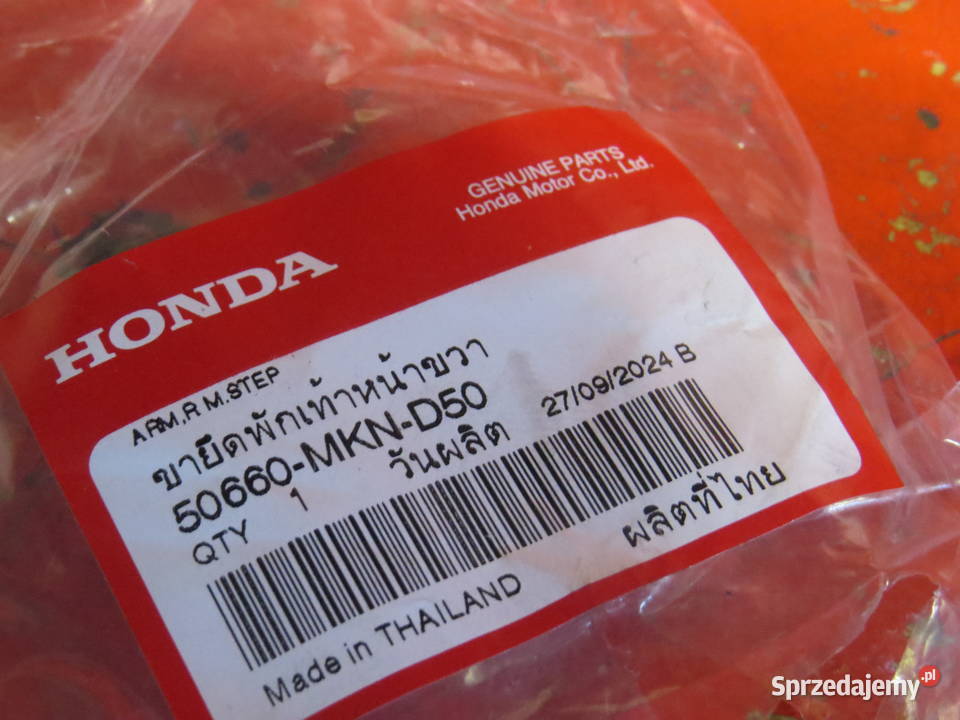 GENUINE PARTS
Honda Motor Co., Ltd.
HONDA
ARM,R.M.STEP
ขายึดพักเท้าหน้าขวา
50660-MKN-D50
QTY 1 วันผลิต 27/09/2024 B
ผลิตที่ไทย
Made in THAILAND
Sprzedajemy.pl